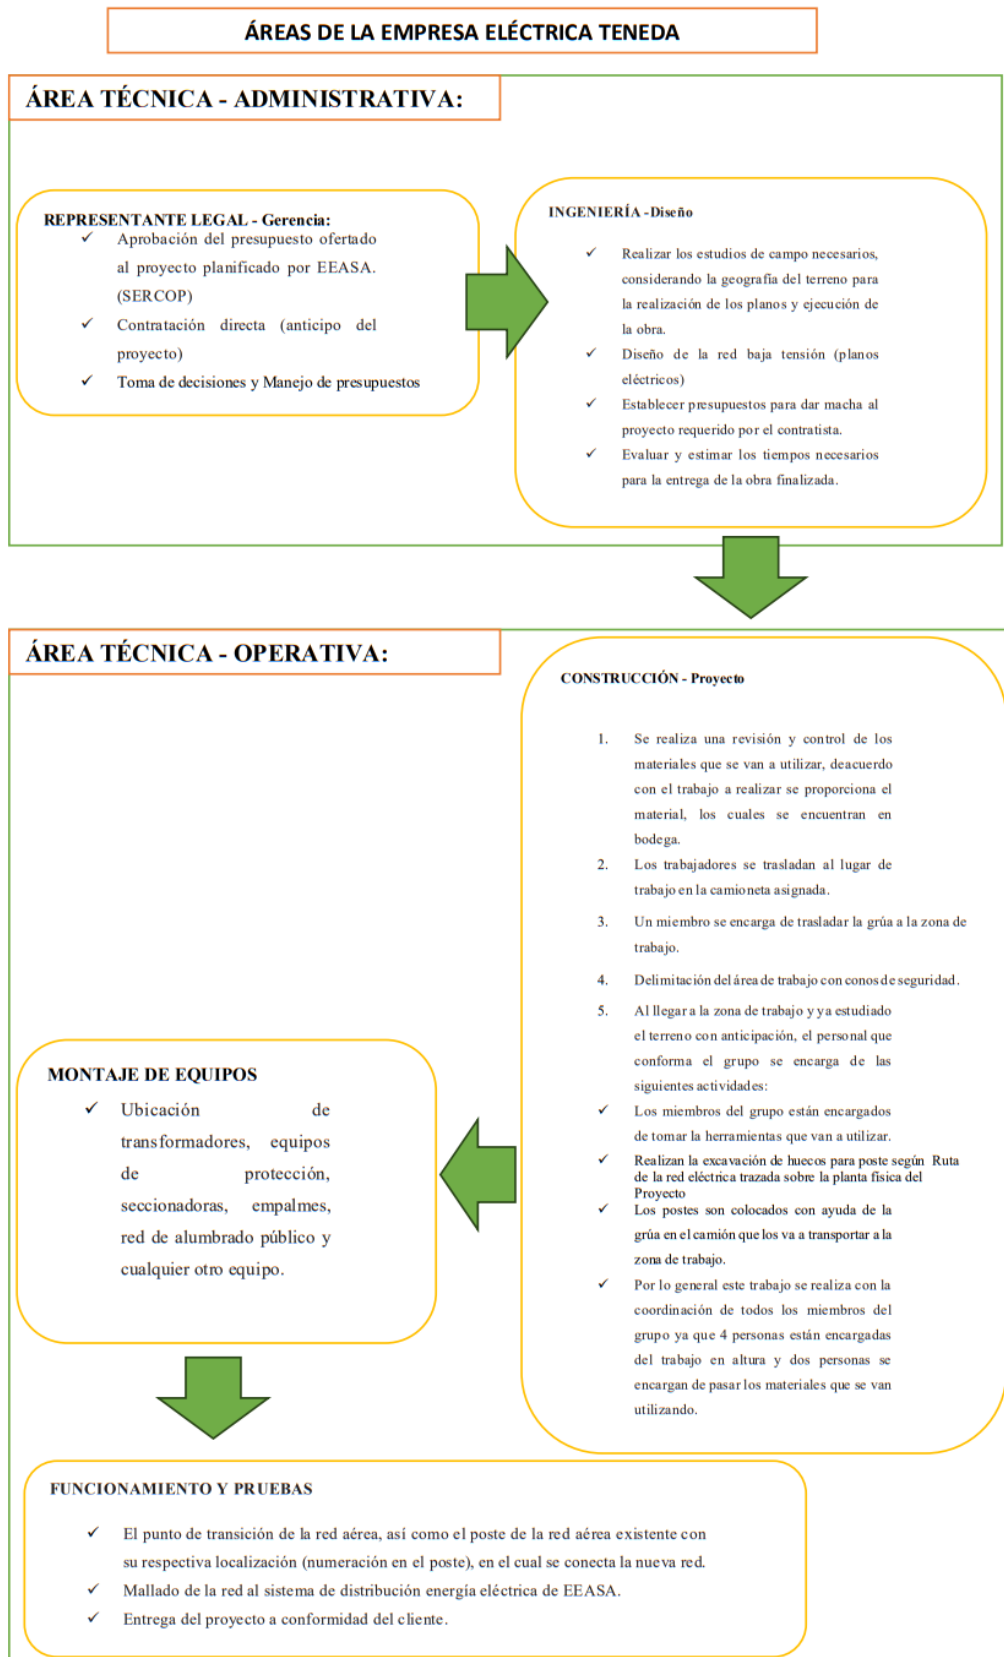 ÁREAS DE LA EMPRESA ELÉCTRICA TENEDA
ÁREA TÉCNICA - ADMINISTRATIVA:
REPRESENTANTE LEGAL - Gerencia:
✓ Aprobación del presupuesto ofertado
al proyecto planificado por EEASA.
(SERCOP)
✓ Contratación directa (anticipo del
proyecto)
✓ Toma de decisiones y Manejo de presupuestos
INGENIERÍA -Diseño
✓ Realizar los estudios de campo necesarios,
considerando la geografía del terreno para
la realización de los planos y ejecución de
la obra.
✓ Diseño de la red baja tensión (planos
eléctricos)
✓ Establecer presupuestos para dar macha al
proyecto requerido por el contratista.
✓ Evaluar y estimar los tiempos necesarios
para la entrega de la obra finalizada.
ÁREA TÉCNICA - OPERATIVA:
CONSTRUCCIÓN - Proyecto
1. Se realiza una revisión y control de los
materiales que se van a utilizar, deacuerdo
con el trabajo a realizar se proporciona el
material, los cuales se encuentran en
bodega.
2. Los trabajadores se trasladan al lugar de
trabajo en la camioneta asignada.
3. Un miembro se encarga de trasladar la grúa a la zona de
trabajo.
4. Delimitación del área de trabajo con conos de seguridad.
5. Al llegar a la zona de trabajo y ya estudiado
el terreno con anticipación, el personal que
conforma el grupo se encarga de las
siguientes actividades:
✓ Los miembros del grupo están encargados
de tomar la herramientas que van a utilizar.
✓ Realizan la excavación de huecos para poste según Ruta
de la red eléctrica trazada sobre la planta física del
Proyecto
✓ Los postes son colocados con ayuda de la
grúa en el camión que los va a transportar a la
zona de trabajo.
✓ Por lo general este trabajo se realiza con la
coordinación de todos los miembros del
grupo ya que 4 personas están encargadas
del trabajo en altura y dos personas se
encargan de pasar los materiales que se van
utilizando.
MONTAJE DE EQUIPOS
✓ Ubicación de
transformadores, equipos
de protección,
seccionadoras, empalmes,
red de alumbrado público y
cualquier otro equipo.
FUNCIONAMIENTO Y PRUEBAS
✓ El punto de transición de la red aérea, así como el poste de la red aérea existente con
su respectiva localización (numeración en el poste), en el cual se conecta la nueva red.
✓ Mallado de la red al sistema de distribución energía eléctrica de EEASA.
✓ Entrega del proyecto a conformidad del cliente.